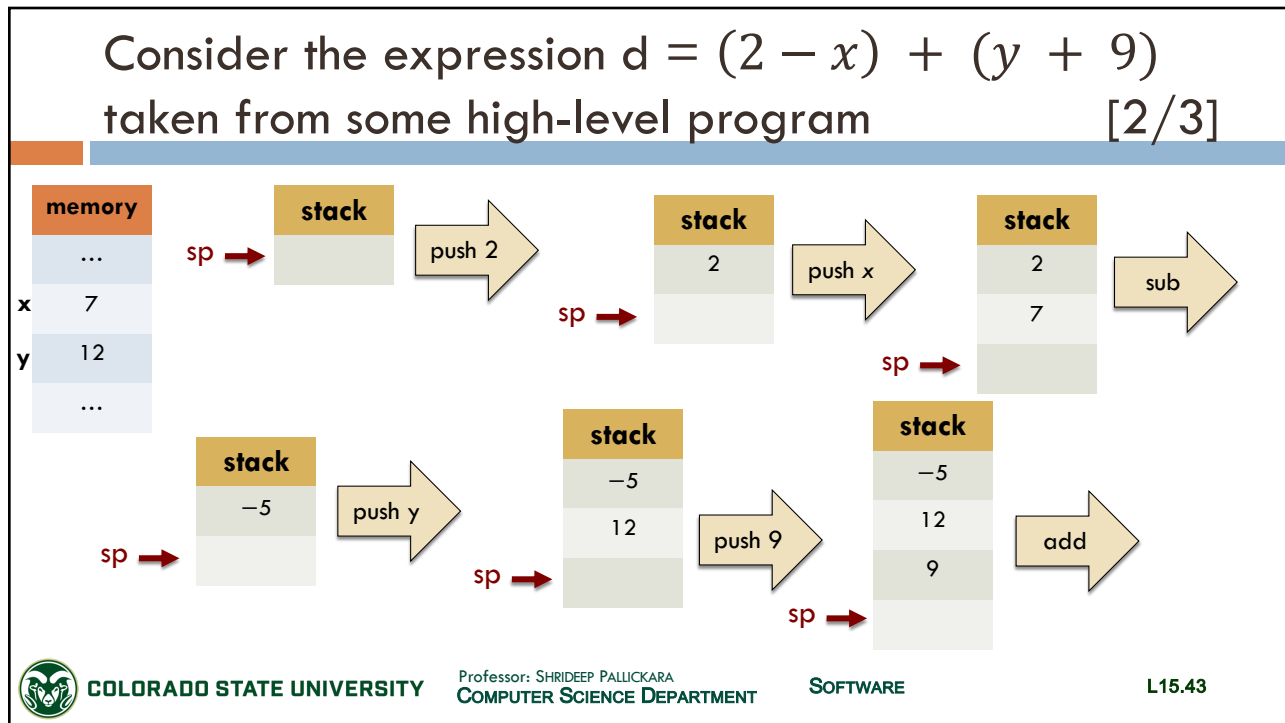 Consider the expression d = (2 − x) + (y + 9)
taken from some high-level program [2/3]
memory
...
x 7
y 12
...
stack
sp
push 2
stack
2
sp
push x
stack
2
7
sp
sub
stack
−5
sp
push y
stack
−5
12
sp
push 9
stack
−5
12
9
sp
add
COLORADO STATE UNIVERSITY
Professor: SHRIDEEP PALLICKARA
COMPUTER SCIENCE DEPARTMENT
SOFTWARE
L15.43